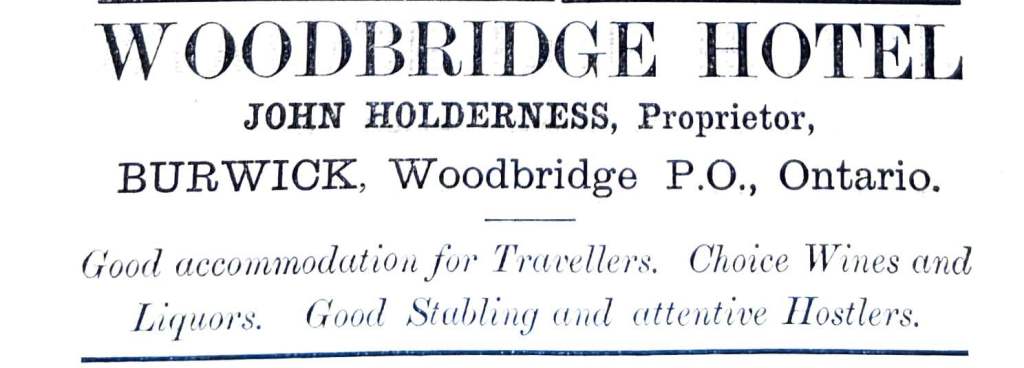 WOODBRIDGE HOTEL
JOHN HOLDERNESS, Proprietor,
BURWICK, Woodbridge P.O., Ontario.
Good accommodation for Travellers. Choice Wines and
Liquors. Good Stabling and attentive Hostlers.